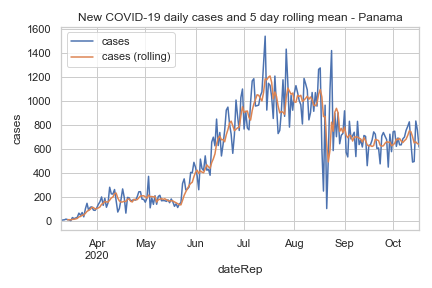 New COVID-19 daily cases and 5 day rolling mean - Panama
cases
cases (rolling)
cases
1600
1400
1200
1000
800
600
400
200
0
Apr
2020
May
Jun
Jul
Aug
Sep
Oct
dateRep